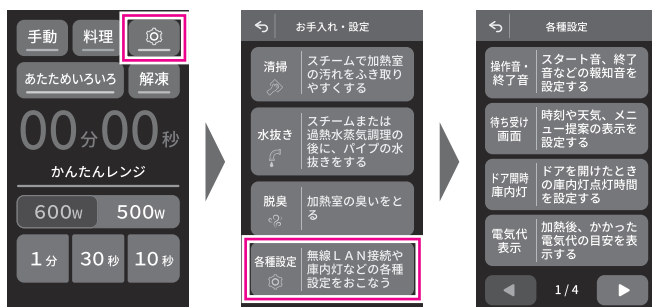 手動
料理
あたためいろいろ
解凍
00分00秒
かんたんレンジ
600W
500W
1分
30秒
10秒
お手入れ・設定
清掃
スチームで加熱室
の汚れをふき取り
やすくする
水抜き
スチームまたは
過熱水蒸気調理の
後に、パイプの水
抜きをする
脱臭
加熱室の臭いをと
る
各種設定
無線LAN接続や
庫内灯などの各種
設定をおこなう
各種設定
操作音・
終了音
スタート音、終了
音などの報知音を
設定する
待ち受け
画面
時刻や天気、メニ
ュー提案の表示を
設定する
ドア開時
庫内灯
ドアを開けたとき
の庫内灯点灯時間
を設定する
電気代
表示
加熱後、かかった
電気代の目安を表
示する
1/4